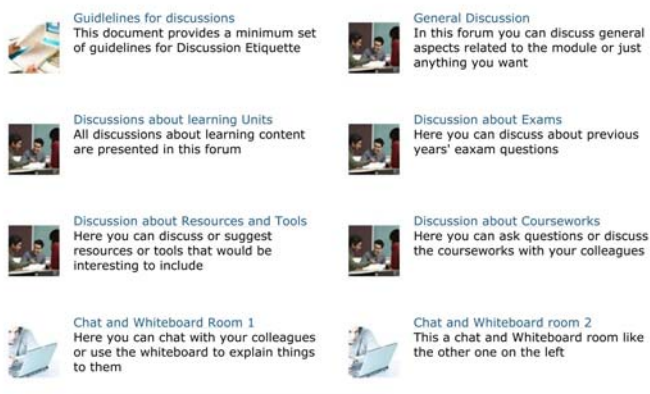 Guidlelines for discussions
This document provides a minimum set
of guidelines for Discussion Etiquette
General Discussion
In this forum you can discuss general
aspects related to the module or just
anything you want
Discussions about learning Units
All discussions about learning content
are presented in this forum
Discussion about Exams
Here you can discuss about previous
years' eaxam questions
Discussion about Resources and Tools
Here you can discuss or suggest
resources or tools that would be
interesting to include
Discussion about Courseworks
Here you can ask questions or discuss
the courseworks with your colleagues
Chat and Whiteboard Room 1
Here you can chat with your colleagues
or use the whiteboard to explain things
to them
Chat and Whiteboard room 2
This a chat and Whiteboard room like
the other one on the left